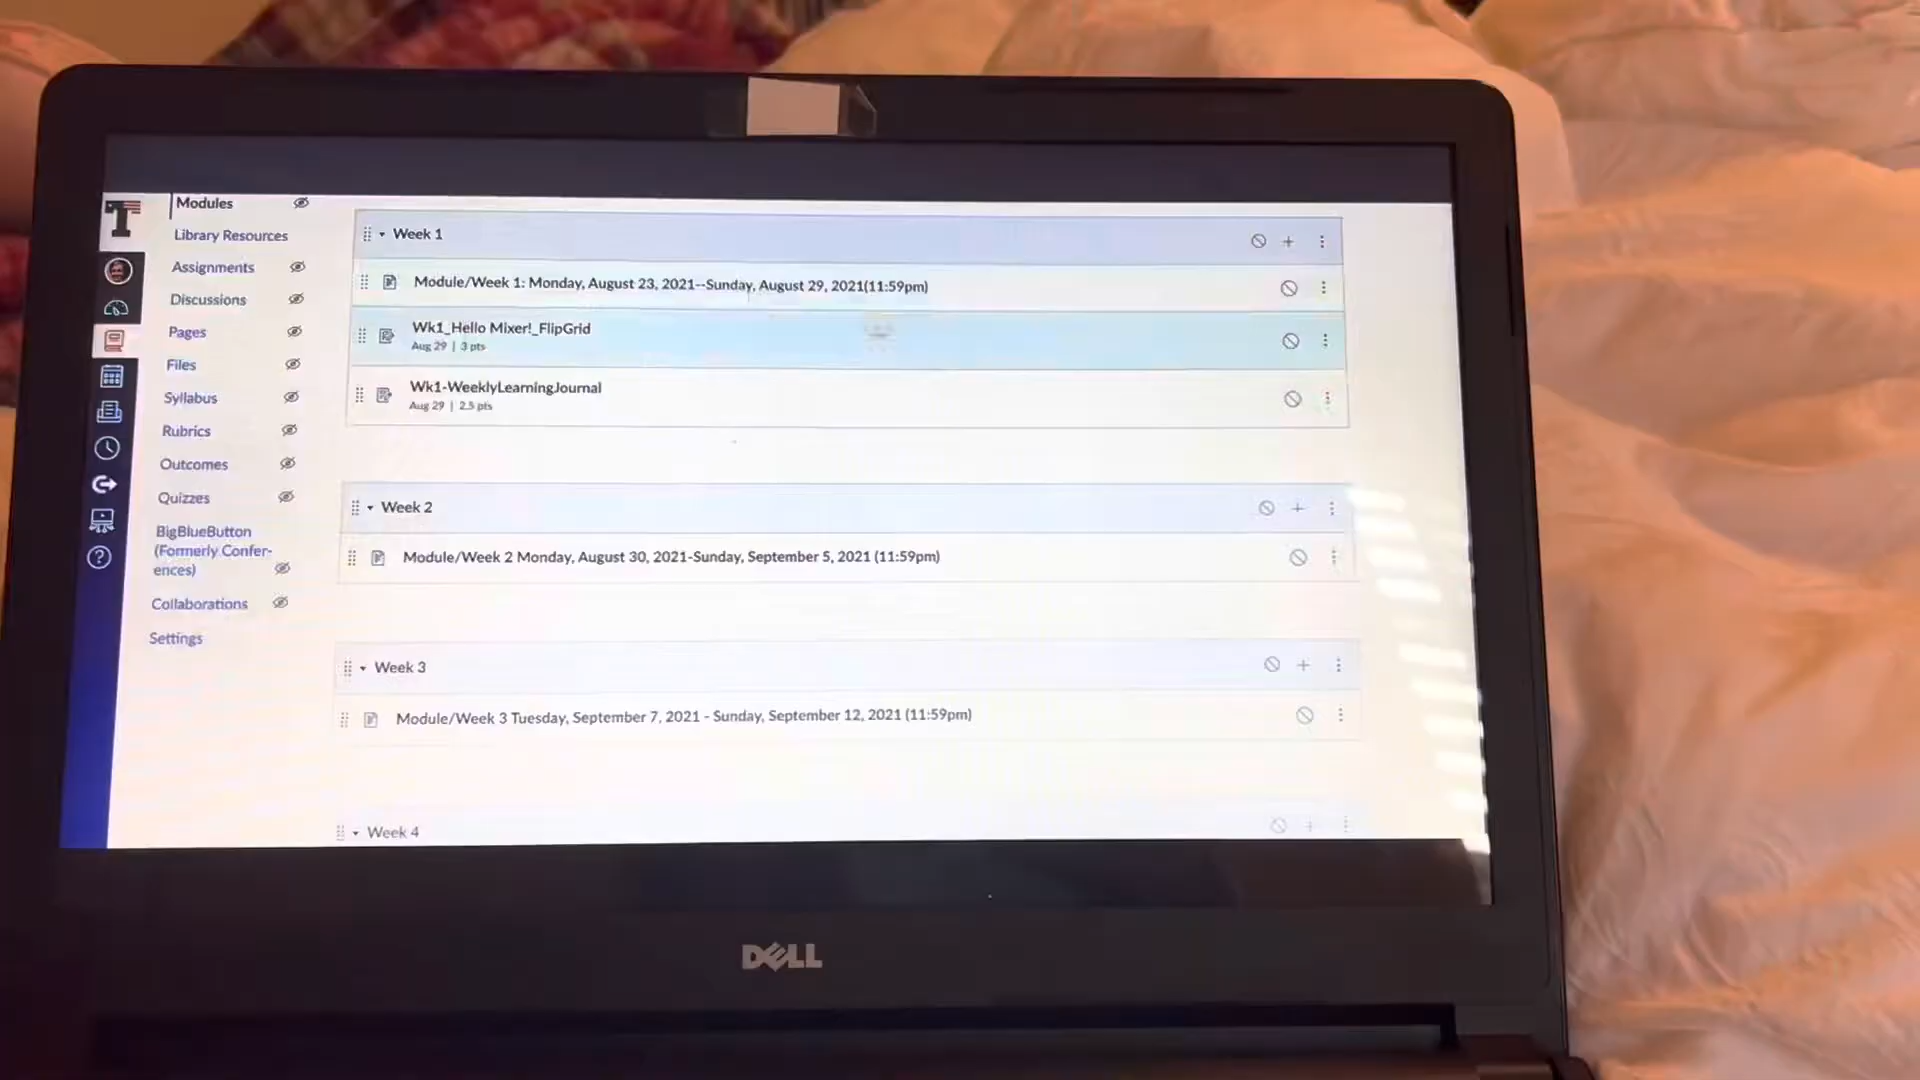 T
Modules
Library Resources
Assignments
Discussions
Pages
Files
Syllabus
Rubrics
Outcomes
Quizzes
BigBlueButton
(Formerly Confer-
ences)
Collaborations
Settings
Week 1
Module/Week 1: Monday, August 23, 2021--Sunday, August 29, 2021(11:59pm)
Wk1_Hello Mixer!_FlipGrid
Aug 29 | 3 pts
Wk1-WeeklyLearningJournal
Aug 29 | 2.5 pts
Week 2
Module/Week 2 Monday, August 30, 2021-Sunday, September 5, 2021 (11:59pm)
Week 3
Module/Week 3 Tuesday, September 7, 2021 - Sunday, September 12, 2021 (11:59pm)
Week 4
DELL